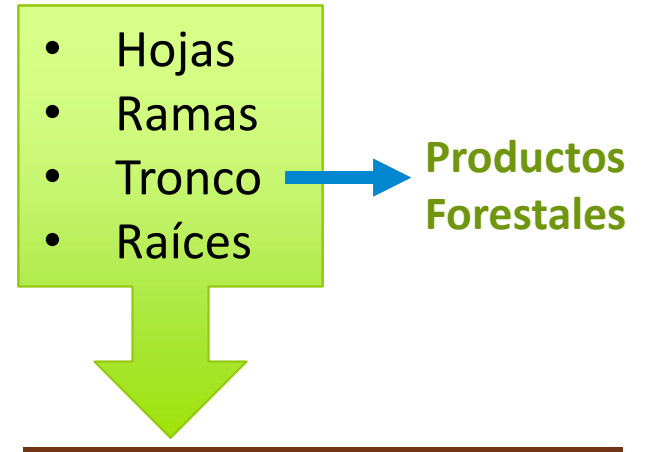 • Hojas
• Ramas
• Tronco
• Raíces
Productos
Forestales